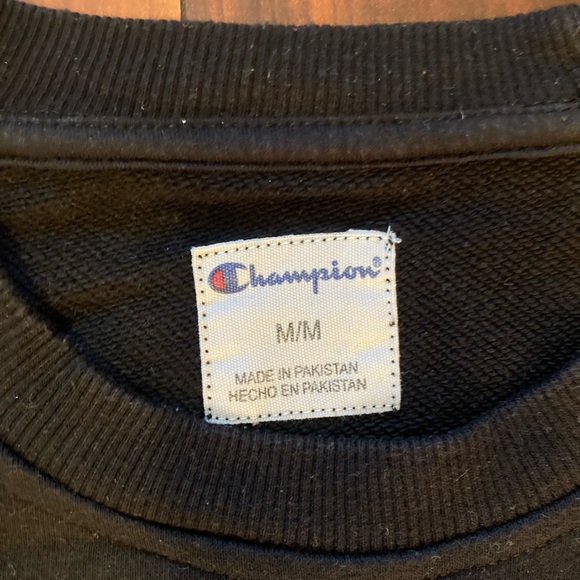 Champion®
M/M
MADE IN PAKISTAN
HECHO EN PAKISTAN